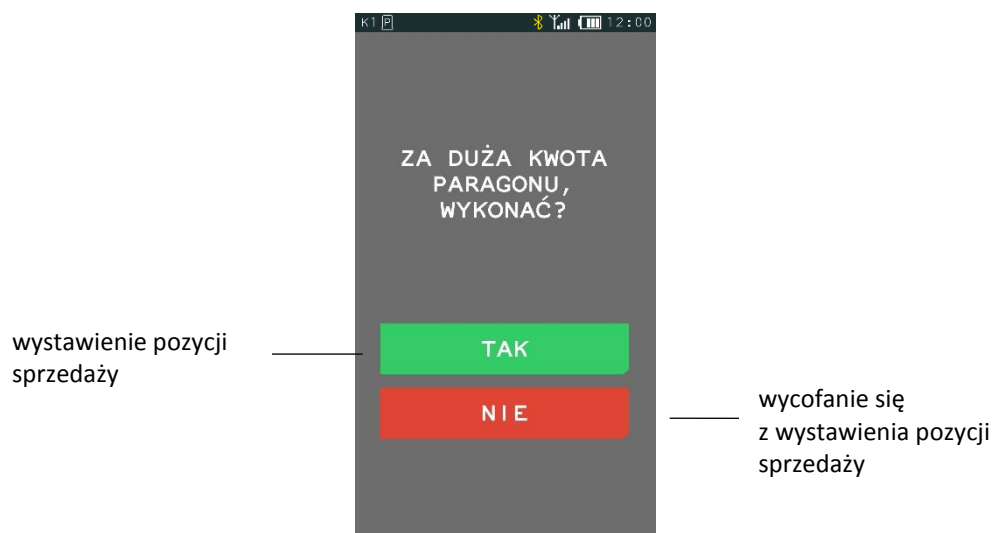 K1 P 12:00
ZA DUŻA KWOTA
PARAGONU,
WYKONAĆ?
wystawienie pozycji
sprzedaży
TAK
NIE
wycofanie się
z wystawienia pozycji
sprzedaży